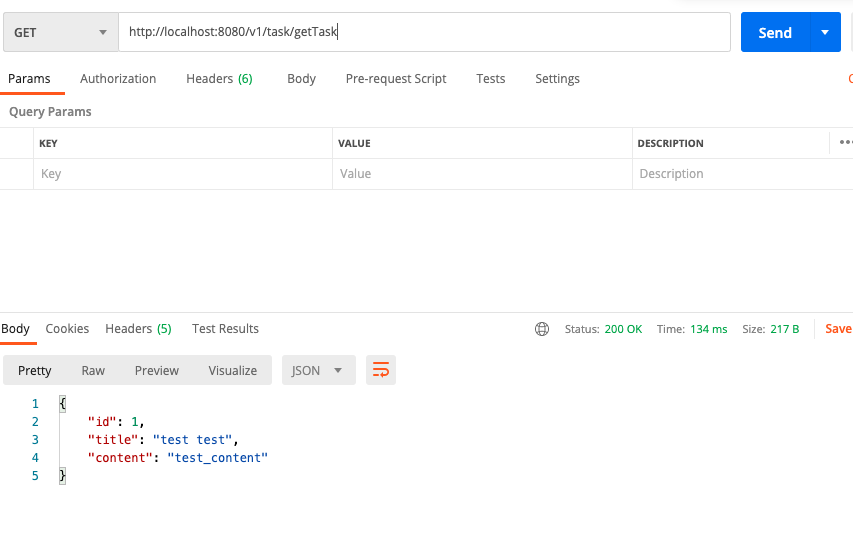 GET http://localhost:8080/v1/task/getTask Send
Params Authorization Headers (6) Body Pre-request Script Tests Settings
Query Params
KEY VALUE DESCRIPTION
Key Value Description
Body Cookies Headers (5) Test Results Status: 200 OK Time: 134 ms Size: 217 B Save
Pretty Raw Preview Visualize JSON
1 {
2 "id": 1,
3 "title": "test test",
4 "content": "test_content"
5 }